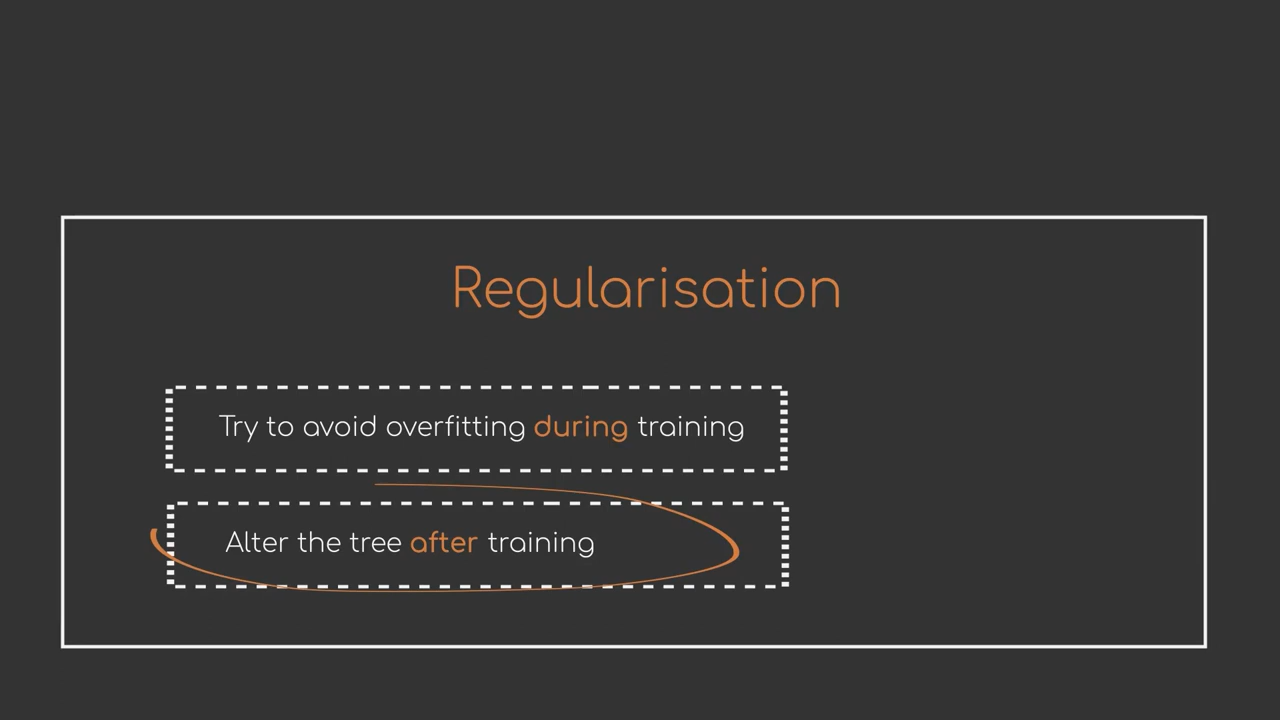 Regularisation
Try to avoid overfitting during training
Alter the tree after training